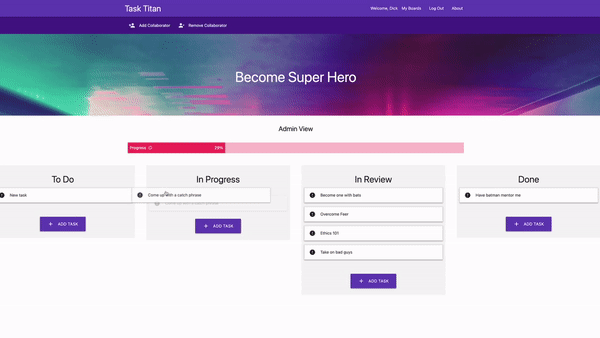 Task Titan
Welcome, Dick
My Boards
Log Out
About
Add Collaborator
Remove Collaborator
Become Super Hero
Admin View
Progress
29%
To Do
New task
ADD TASK
In Progress
Come up with a catch phrase
ADD TASK
In Review
Become one with bats
Overcome Feer
Ethics 101
Take on bad guys
ADD TASK
Done
Have batman mentor me
ADD TASK